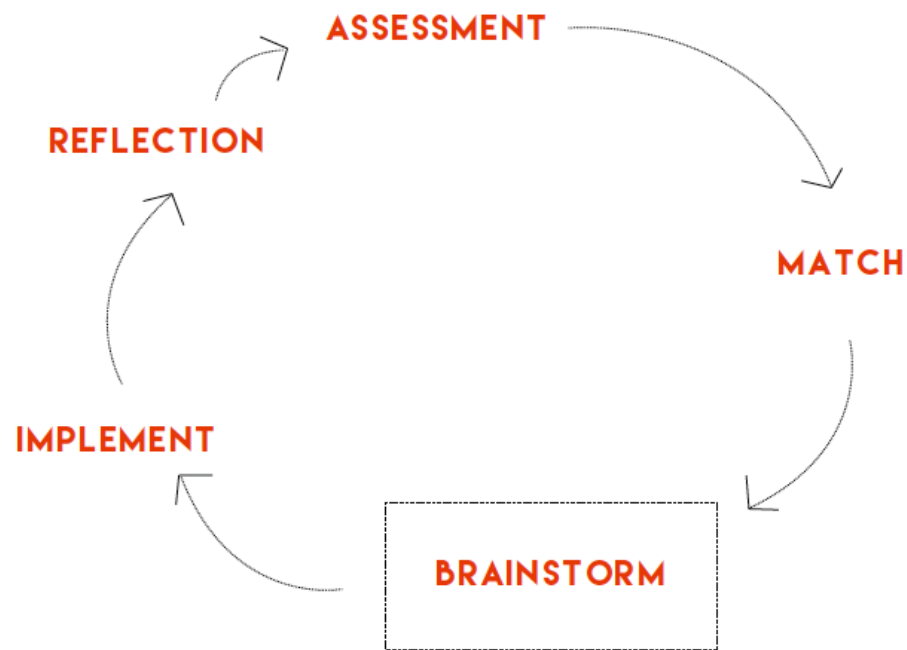 ASSESSMENT
REFLECTION
MATCH
IMPLEMENT
BRAINSTORM